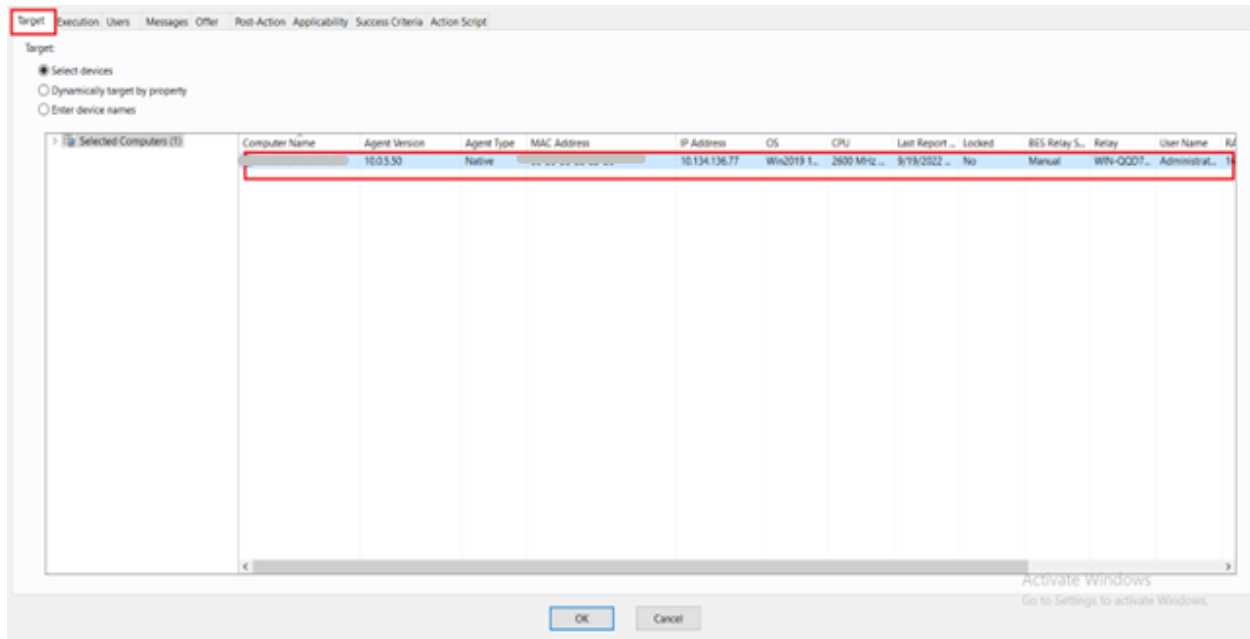 Target Execution Users Messages Offer Post-Action Applicability Success Criteria Action Script
Target:
Select devices
Dynamically target by property
Enter device names
Selected Computers (1)
Computer Name Agent Version Agent Type MAC Address IP Address OS CPU Last Report ... Locked BES Relay S... Relay User Name RA
10.0.5.50 Native 10.134.136.77 Win2019 1... 2600 MHz ... 9/19/2022 ... No Manual WIN-QQD7... Administrat...
Activate Windows
Go to Settings to activate Windows.
OK Cancel